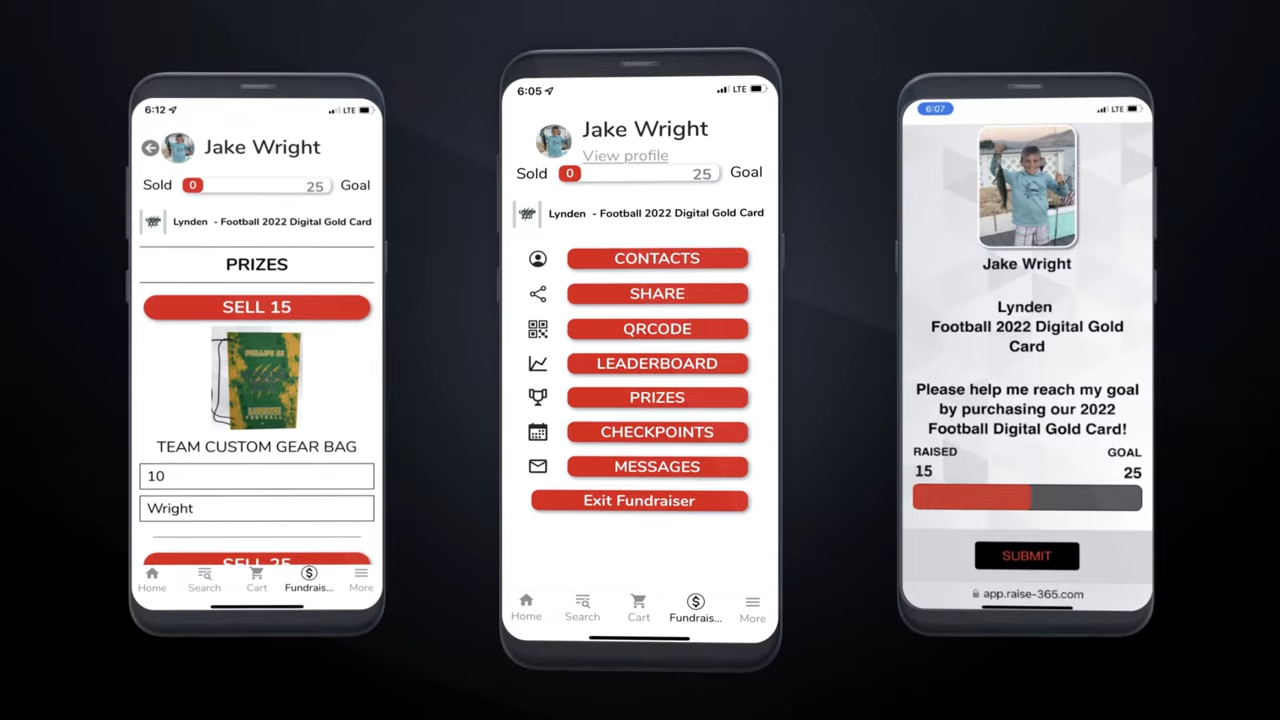 6:12
LTE
Jake Wright
Sold 0 25 Goal
Lynden - Football 2022 Digital Gold Card
PRIZES
SELL 15
TEAM CUSTOM GEAR BAG
10
Wright
SELL 25
Home Search Cart Fundrais... More
6:05
LTE
Jake Wright
View profile
Sold 0 25 Goal
Lynden - Football 2022 Digital Gold Card
CONTACTS
SHARE
QRCODE
LEADERBOARD
PRIZES
CHECKPOINTS
MESSAGES
Exit Fundraiser
Home Search Cart Fundrais... More
6:07
LTE
Jake Wright
Lynden
Football 2022 Digital Gold
Card
Please help me reach my goal
by purchasing our 2022
Football Digital Gold Card!
RAISED GOAL
15 25
SUBMIT
app.raise-365.com